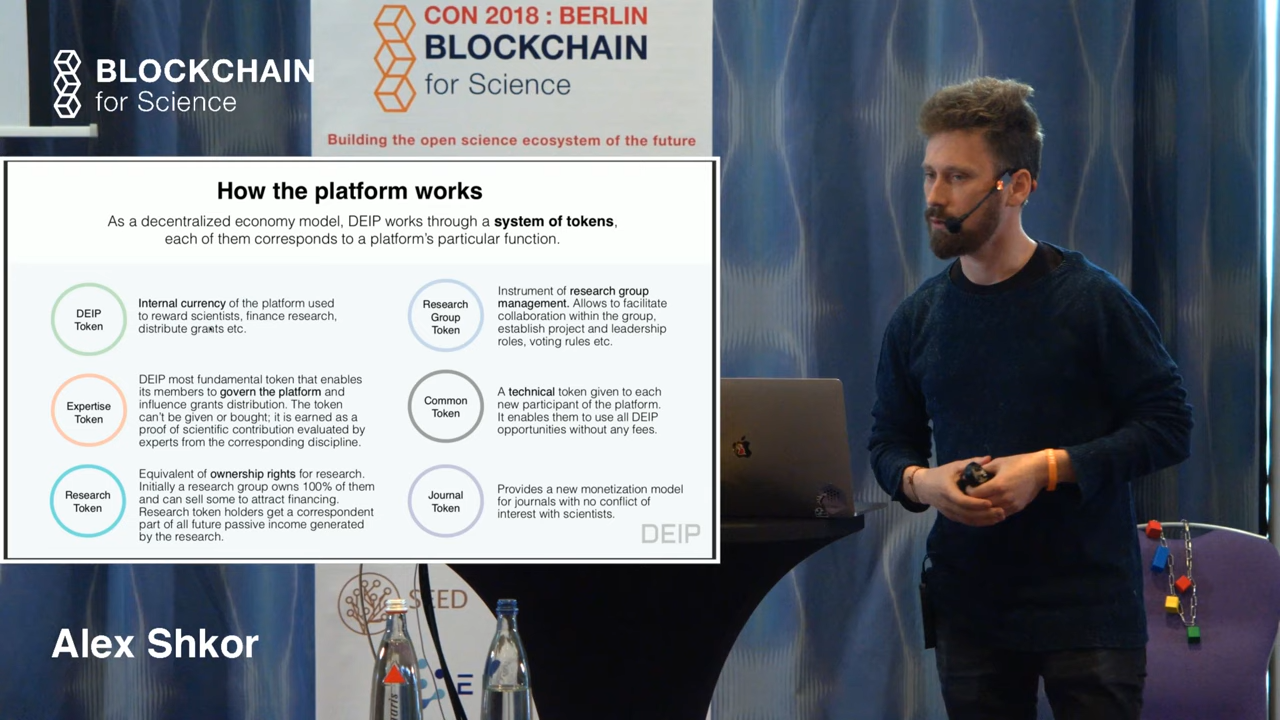 BLOCKCHAIN
for Science
CON 2018 : BERLIN
BLOCKCHAIN
for Science
Building the open science ecosystem of the future
How the platform works
As a decentralized economy model, DEIP works through a system of tokens,
each of them corresponds to a platform's particular function.
DEIP
Token
Internal currency of the platform used
to reward scientists, finance research,
distribute grants etc.
Expertise
Token
DEIP most fundamental token that enables
its members to govern the platform and
influence grants distribution. The token
can't be given or bought; it is earned as a
proof of scientific contribution evaluated by
experts from the corresponding discipline.
Research
Token
Equivalent of ownership rights for research.
Initially a research group owns 100% of them
and can sell some to attract financing.
Research token holders get a correspondent
part of all future passive income generated
by the research.
Research
Group
Token
Instrument of research group
management. Allows to facilitate
collaboration within the group,
establish project and leadership
roles, voting rules etc.
Common
Token
A technical token given to each
new participant of the platform.
It enables them to use all DEIP
opportunities without any fees.
Journal
Token
Provides a new monetization model
for journals with no conflict of
interest with scientists.
DEIP
Alex Shkor